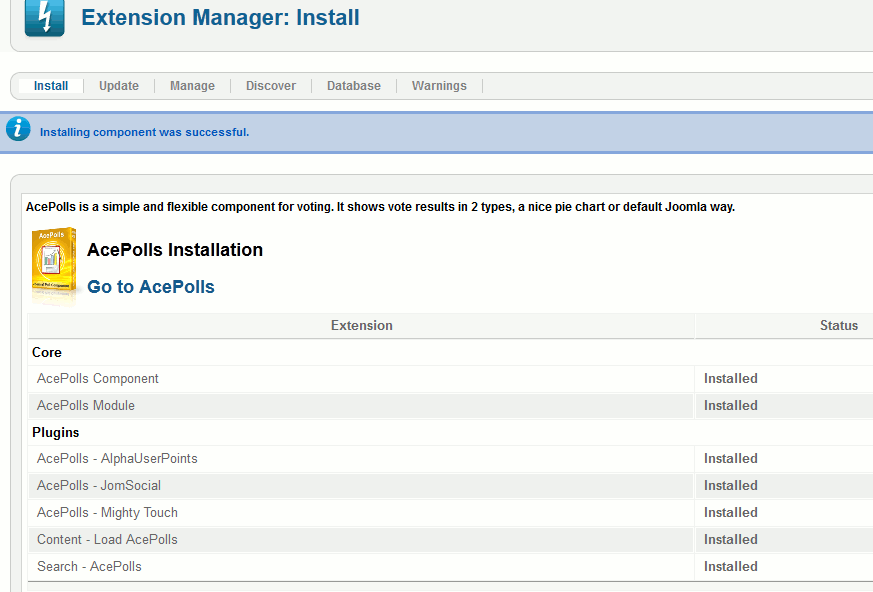 Extension Manager: Install
Install Update Manage Discover Database Warnings
Installing component was successful.
AcePolls is a simple and flexible component for voting. It shows vote results in 2 types, a nice pie chart or default Joomla way.
AcePolls
AcePolls Installation
Go to AcePolls
Extension Status
Core
AcePolls Component Installed
AcePolls Module Installed
Plugins
AcePolls - AlphaUserPoints Installed
AcePolls - JomSocial Installed
AcePolls - Mighty Touch Installed
Content - Load AcePolls Installed
Search - AcePolls Installed